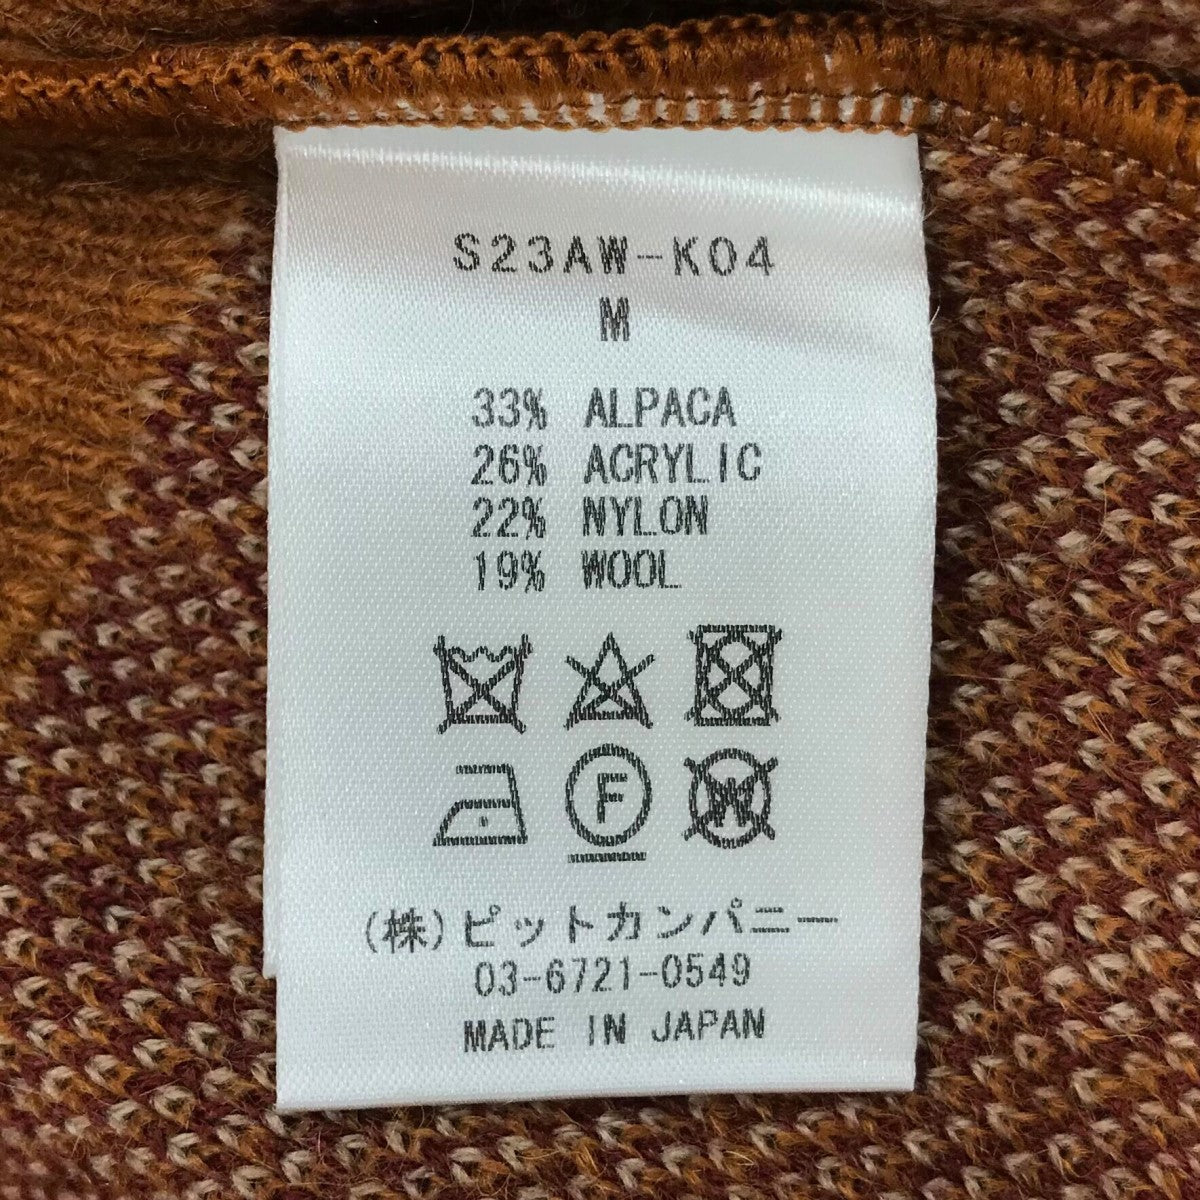 S23AW-K04
M
33% ALPACA
26% ACRYLIC
22% NYLON
19% WOOL
F W
(株)ピットカンパニー
03-6721-0549
MADE IN JAPAN